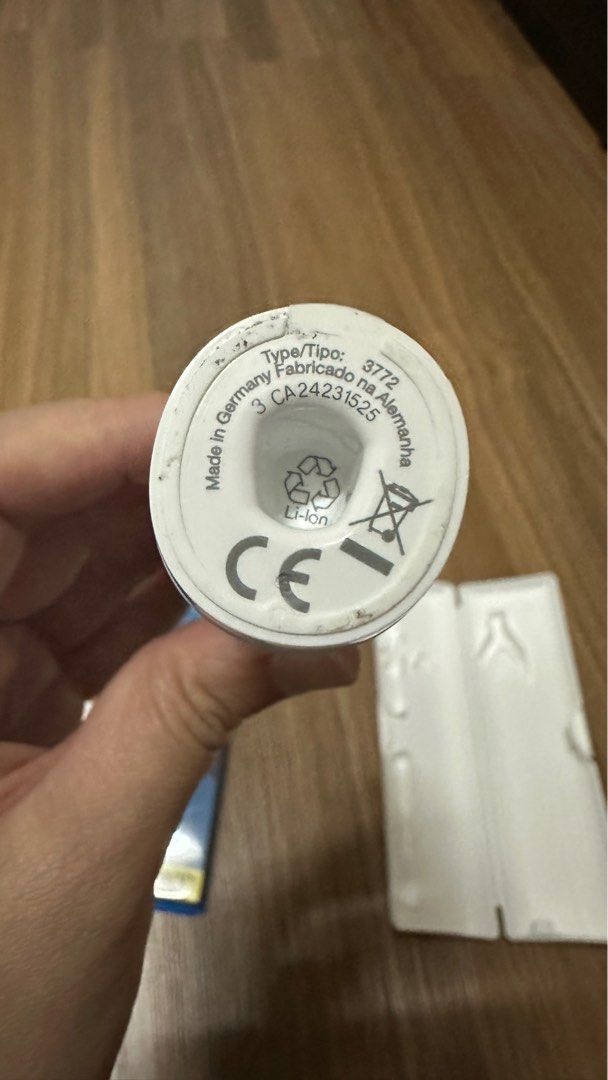 Type/Tipo: 3772
Made in Germany Fabricado na Alemanha
3 CA24231525
Li-Ion
CE